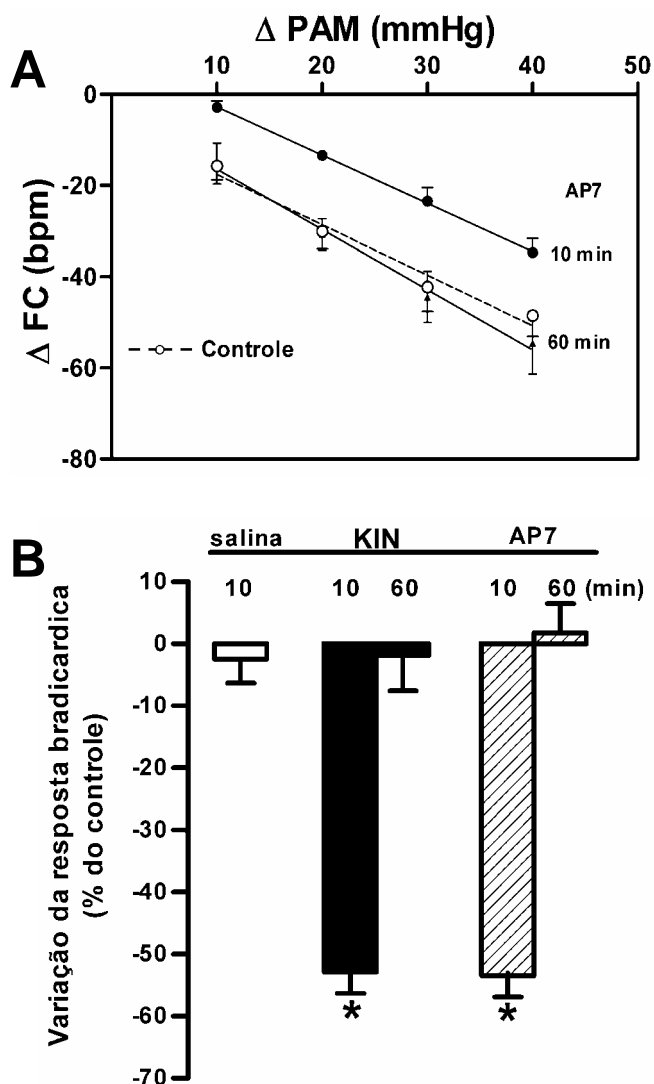 A
Δ PAM (mmHg)
10 20 30 40 50
0
-20
-40
-60
-80
Δ FC (bpm)
AP7
10 min
60 min
Controle
B
salina KIN AP7
10 10 60 10 60 (min)
10
0
-10
-20
-30
-40
-50
-60
-70
Variação da resposta bradicardica
(% do controle)
* *